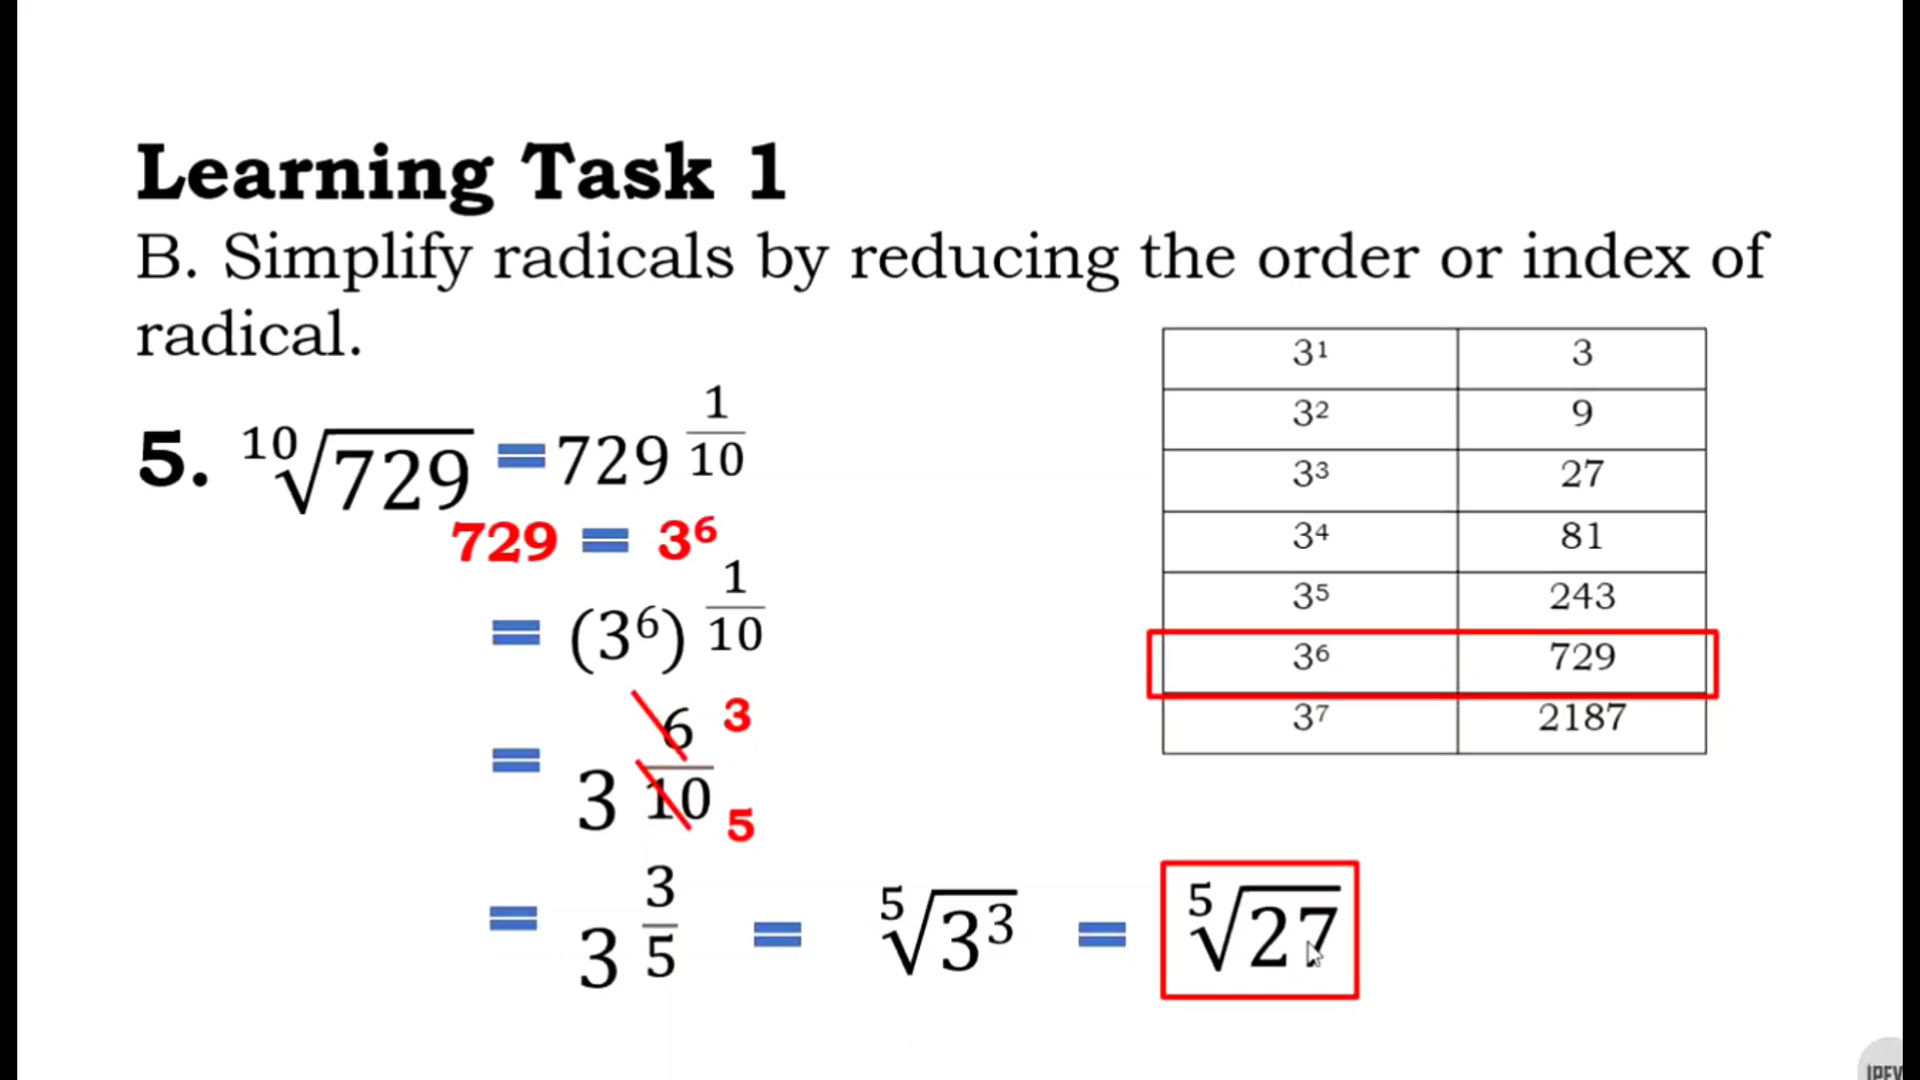 Learning Task 1
B. Simplify radicals by reducing the order or index of
radical.
5. ¹⁰√729 = 729^(1/10)
729 = 3⁶
= (3⁶)^(1/10)
= 3^(6/10) 3 5
= 3^(3/5) = ⁵√3³ = ⁵√27
3¹ 3
3² 9
3³ 27
3⁴ 81
3⁵ 243
3⁶ 729
3⁷ 2187